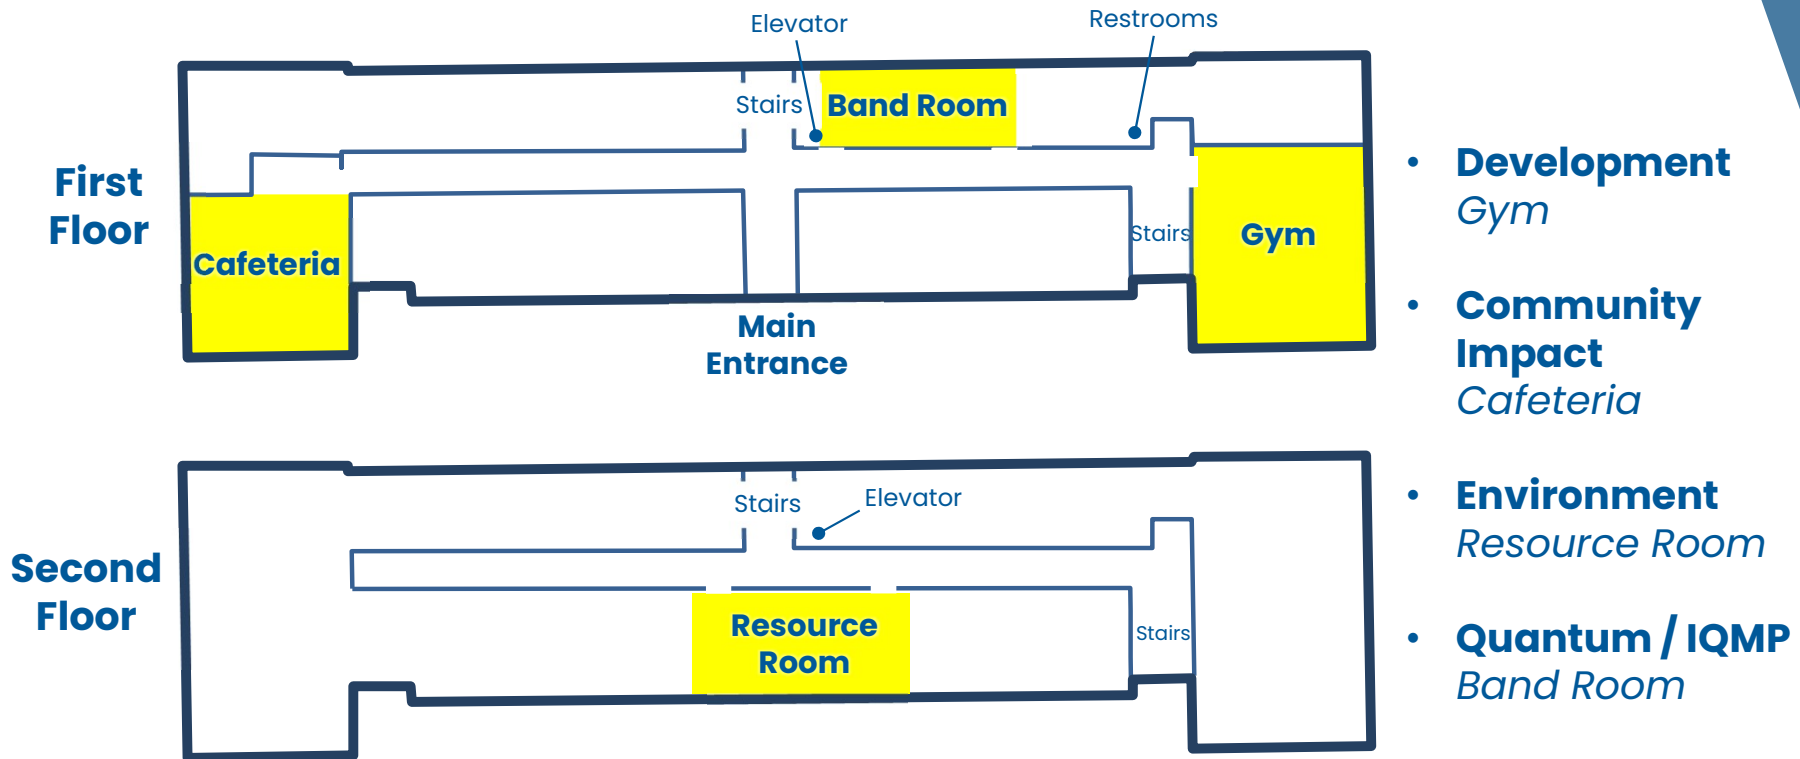 Elevator
Restrooms
Stairs
Band Room
First
Floor
Cafeteria
Stairs
Gym
Main
Entrance
Second
Floor
Stairs
Elevator
Resource
Room
Stairs
• Development
Gym
• Community
Impact
Cafeteria
• Environment
Resource Room
• Quantum / IQMP
Band Room